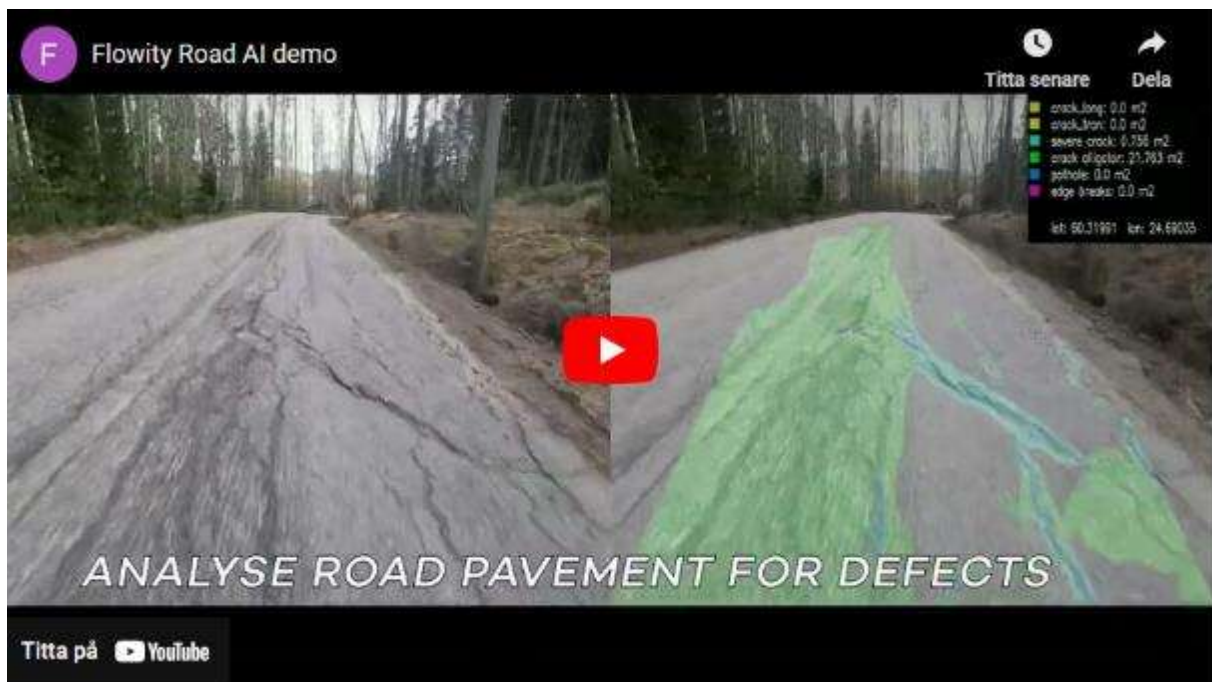 F
Flowity Road AI demo
Titta senare
Dela
crack_long: 0.0 m2
crack_tran: 0.0 m2
severe crack: 0.756 m2
crack aligator: 21.763 m2
pothole: 0.0 m2
edge breaks: 0.0 m2
lon:
ANALYSE ROAD PAVEMENT FOR DEFECTS
Titta på YouTube